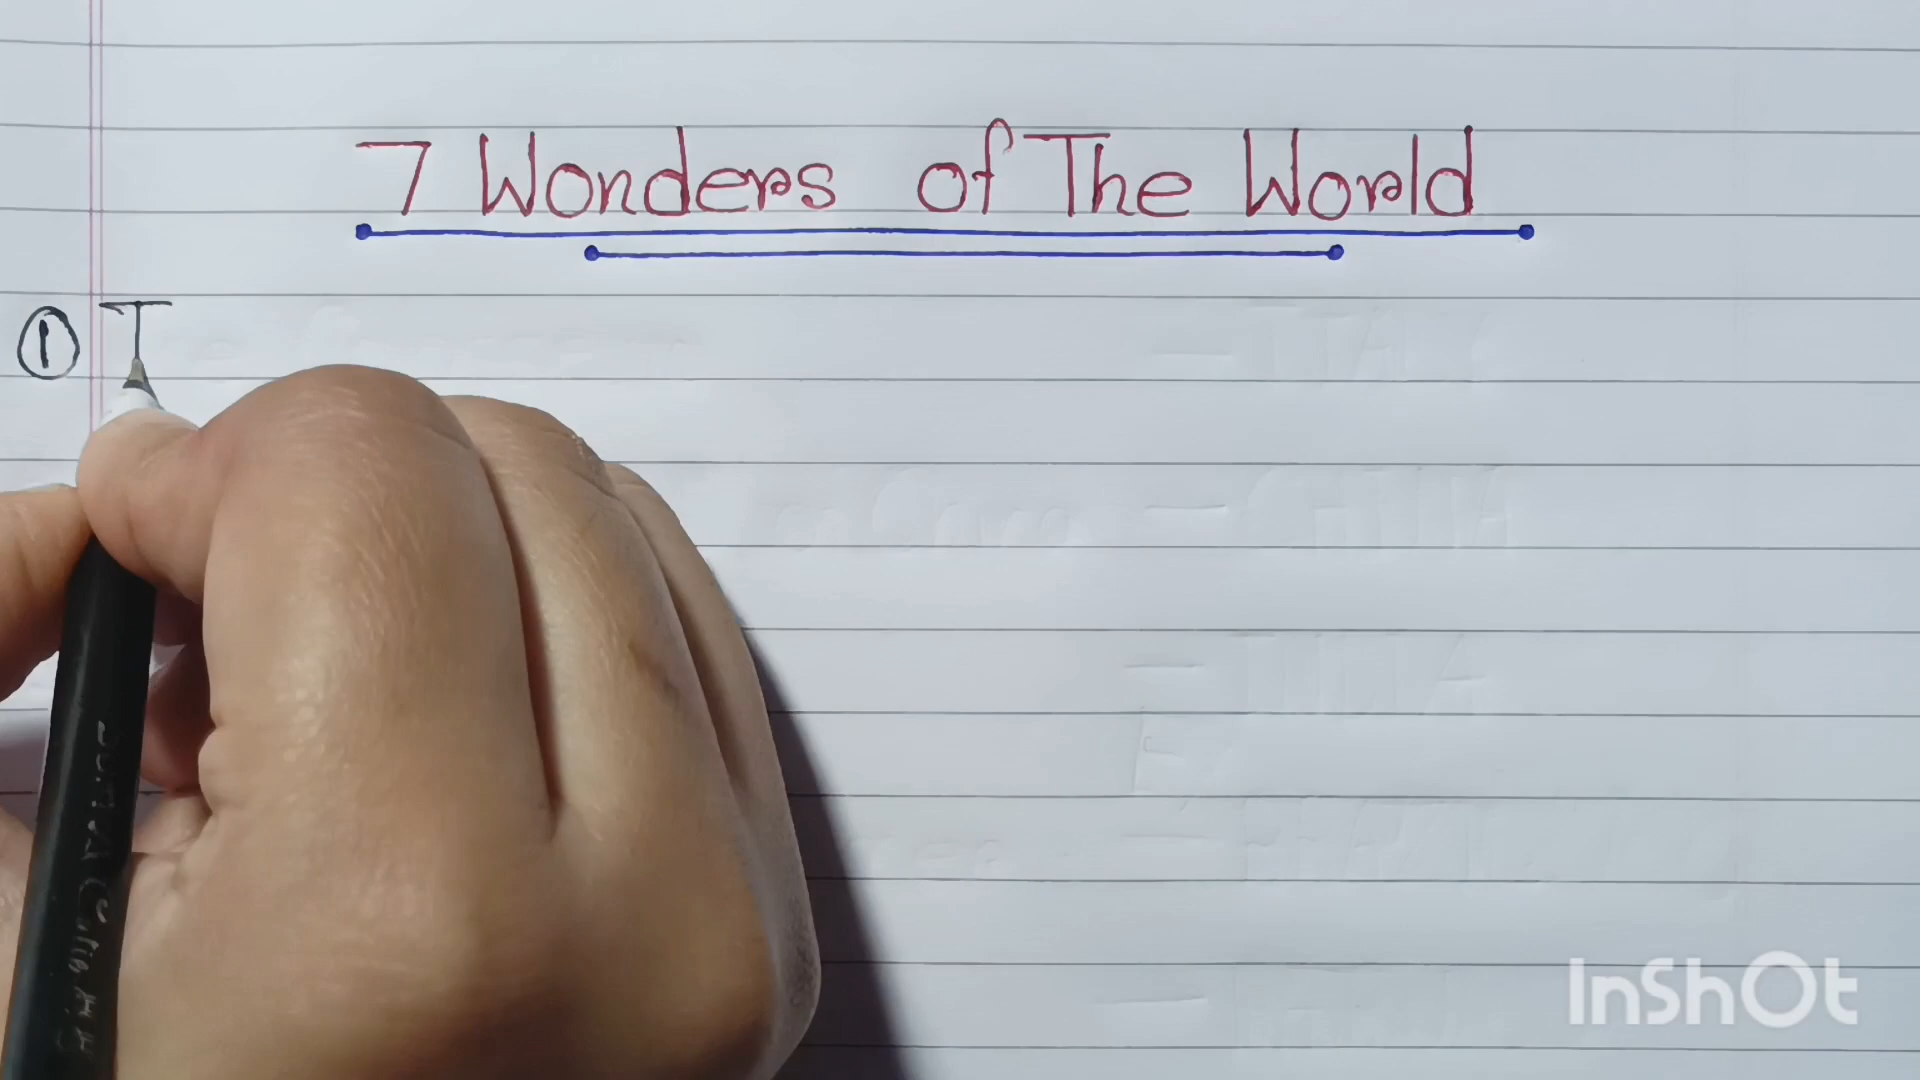 7 Wonders of The World
① T
InShOt